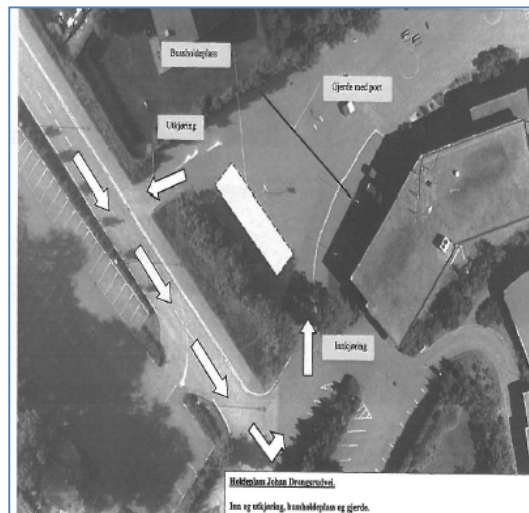 Bussholdeplass
Gjerde med port
Utkjøring
Innkjøring
Holdeplass Johan Drengsrudvei.
Inn og utkjøring, bussholdeplass og gjerde.